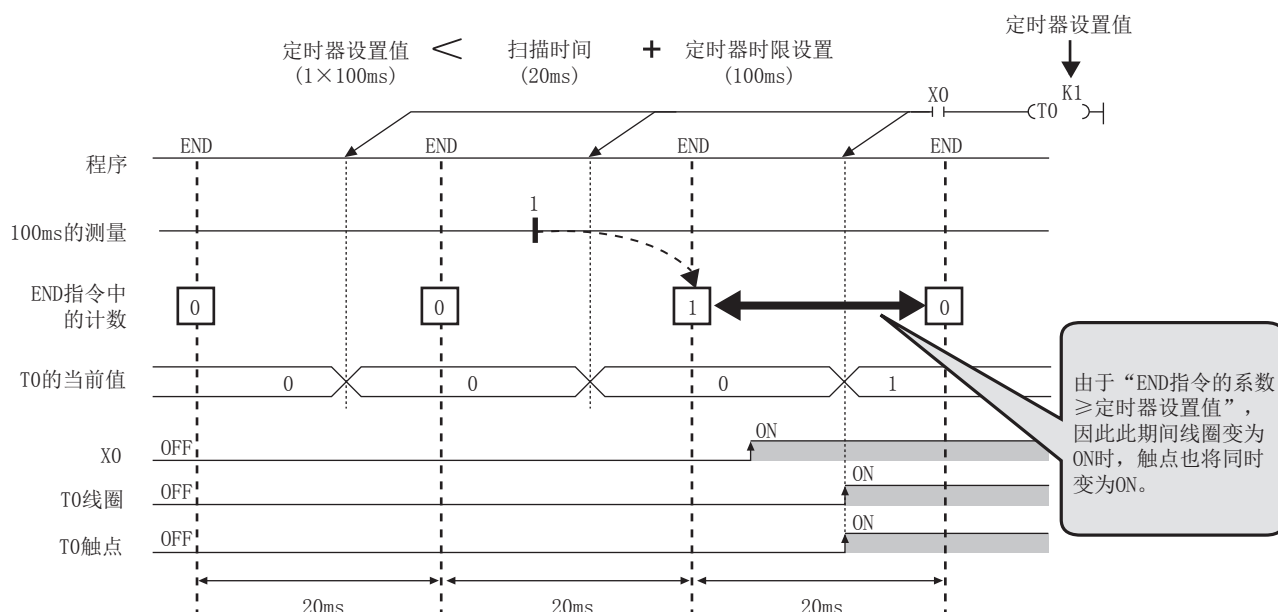 定时器设置值
定时器设置值 < 扫描时间 + 定时器时限设置
(1×100ms) (20ms) (100ms)
X0 K1
T0
END END END END
程序
1
100ms的测量
END指令中
的计数
0 0 1 0
T0的当前值
0 0 0 1
由于“END指令的系数
≥定时器设置值”，
因此此期间线圈变为
ON时，触点也将同时
变为ON。
X0 OFF ON
T0线圈 OFF ON
T0触点 OFF ON
20ms 20ms 20ms